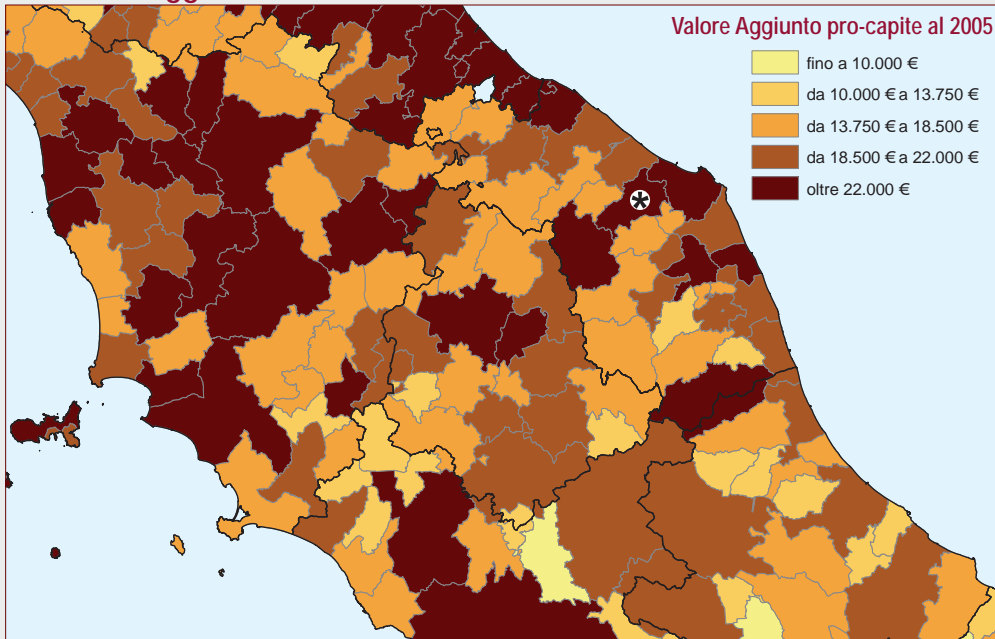 Valore Aggiunto pro-capite al 2005
fino a 10.000 €
da 10.000 € a 13.750 €
da 13.750 € a 18.500 €
da 18.500 € a 22.000 €
oltre 22.000 €